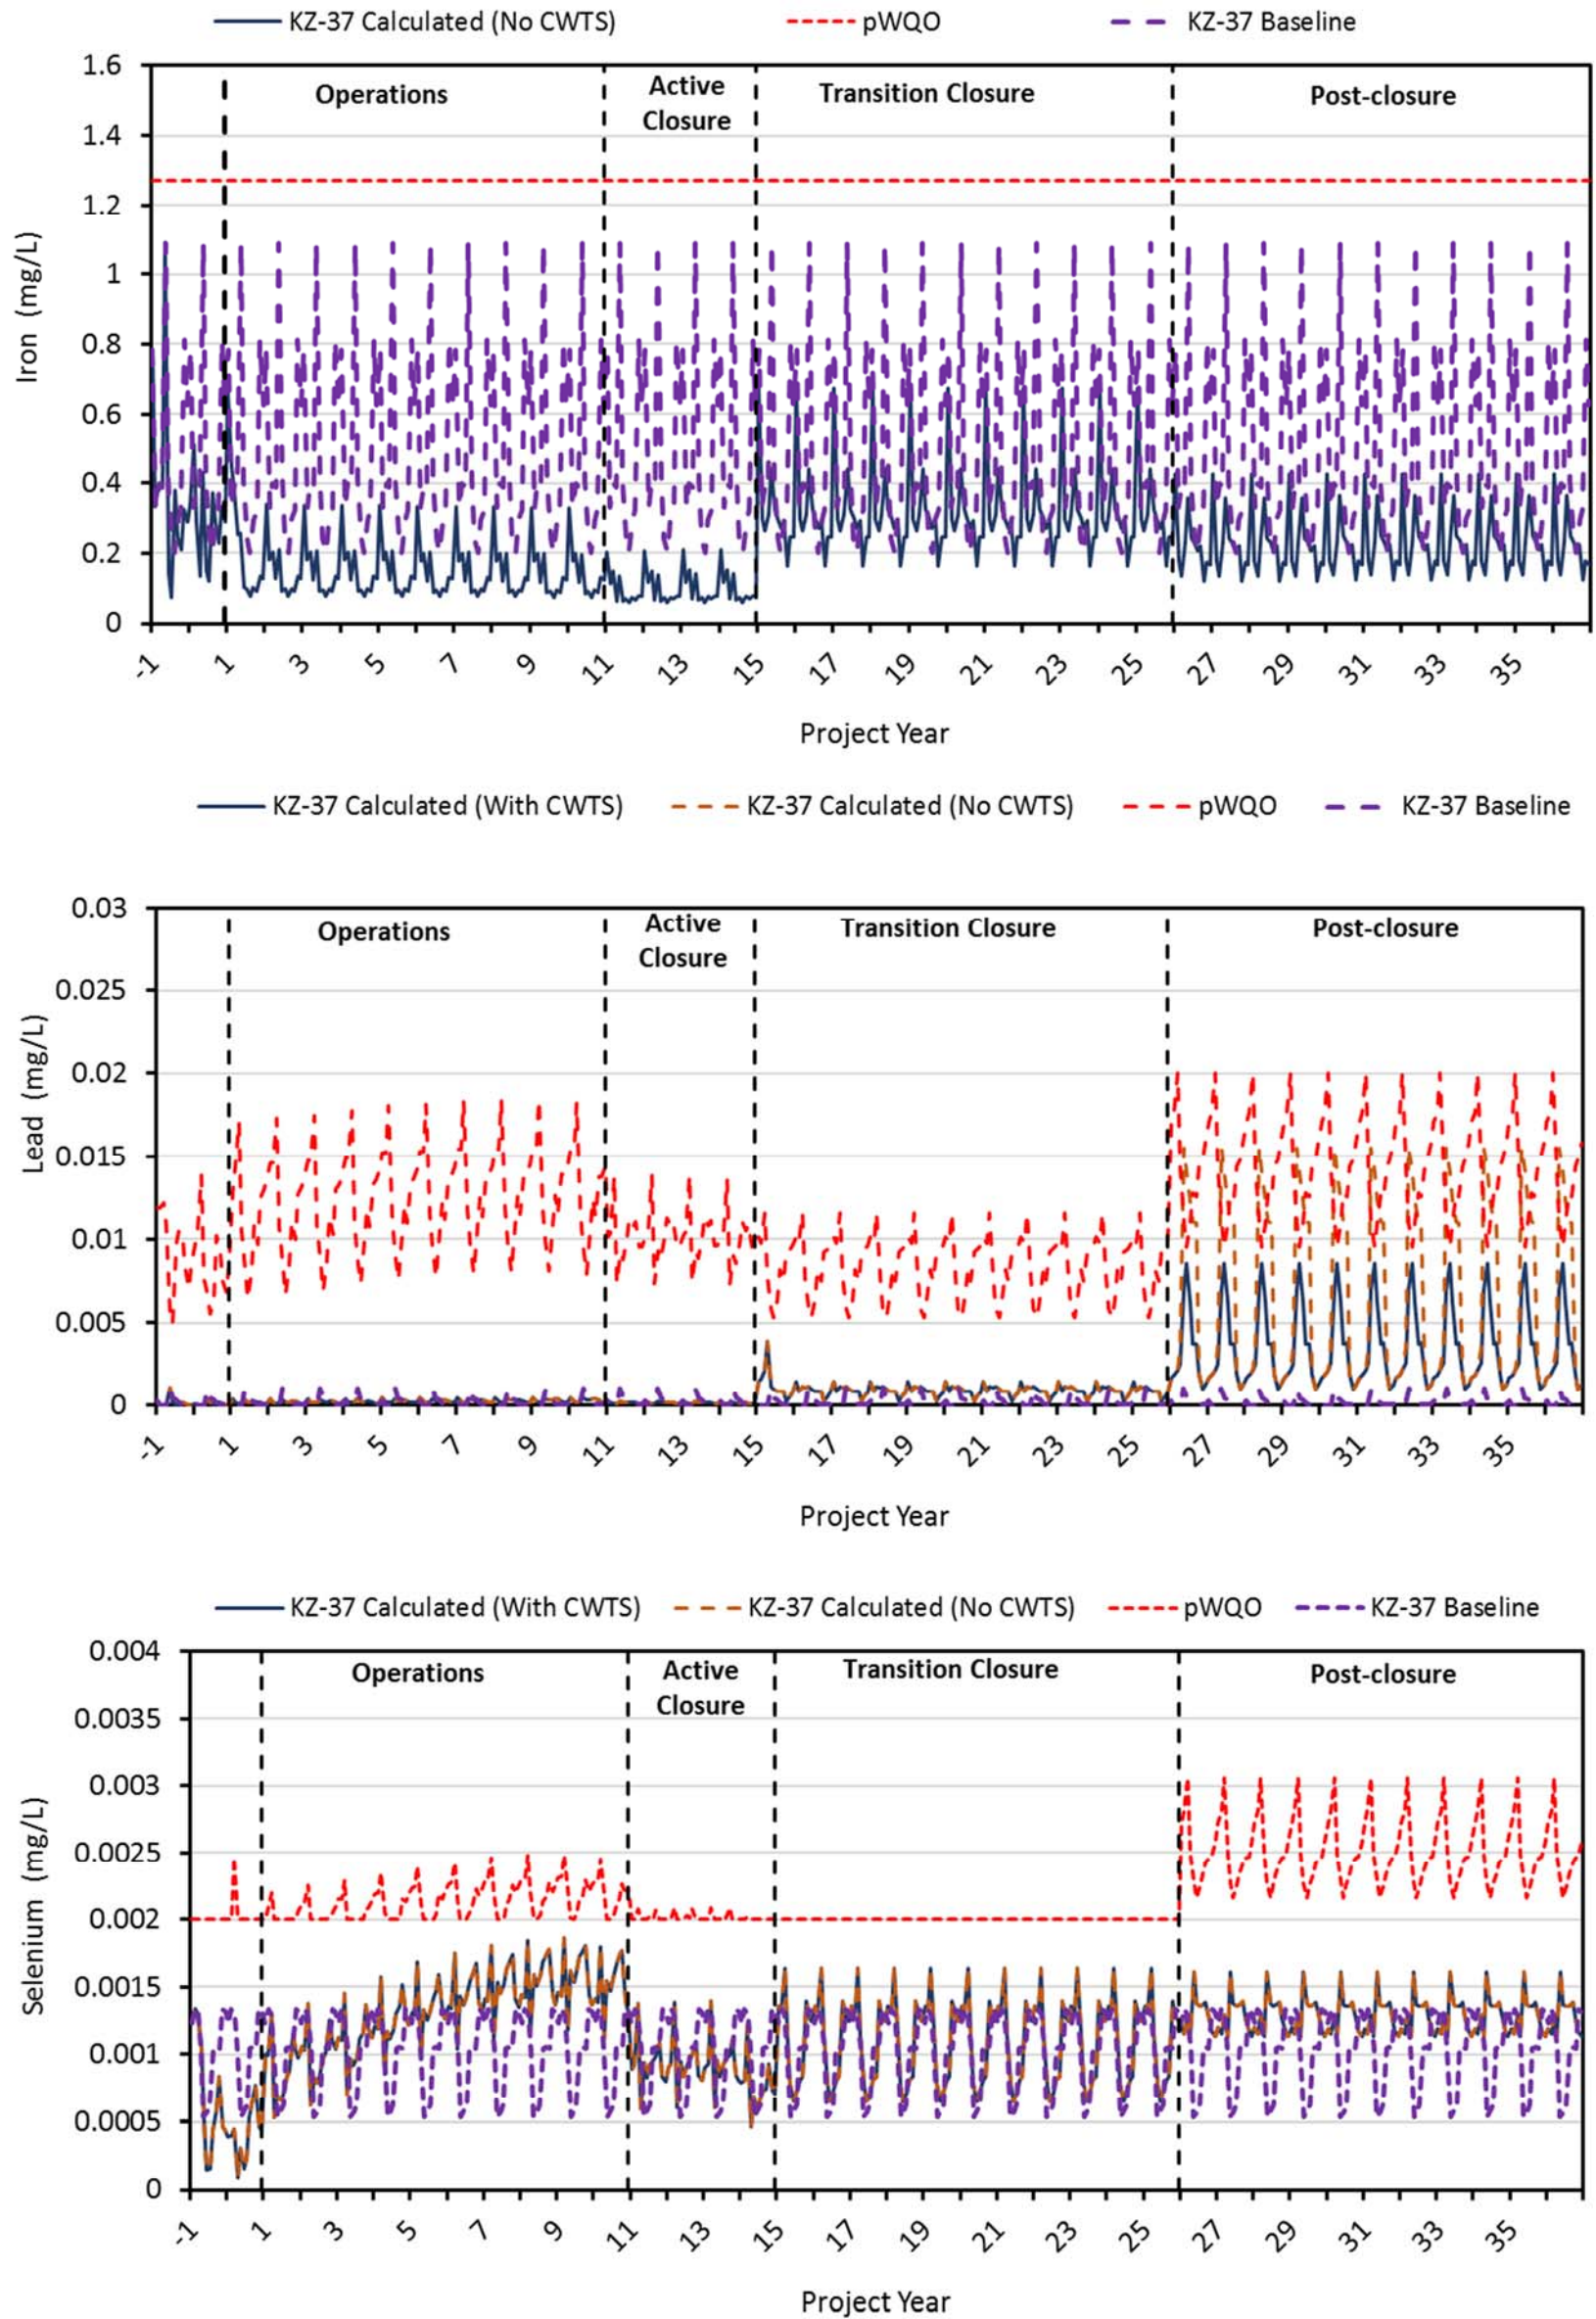 KZ-37 Calculated (No CWTS) pWQO KZ-37 Baseline
1.6
1.4
1.2
1
0.8
0.6
0.4
0.2
0
Iron (mg/L)
Operations
Active
Closure
Transition Closure
Post-closure
-1 1 3 5 7 9 11 13 15 17 19 21 23 25 27 29 31 33 35
Project Year
KZ-37 Calculated (With CWTS) KZ-37 Calculated (No CWTS) pWQO KZ-37 Baseline
0.03
0.025
0.02
0.015
0.01
0.005
0
Lead (mg/L)
Operations
Active
Closure
Transition Closure
Post-closure
-1 1 3 5 7 9 11 13 15 17 19 21 23 25 27 29 31 33 35
Project Year
KZ-37 Calculated (With CWTS) KZ-37 Calculated (No CWTS) pWQO KZ-37 Baseline
0.004
0.0035
0.003
0.0025
0.002
0.0015
0.001
0.0005
0
Selenium (mg/L)
Operations
Active
Closure
Transition Closure
Post-closure
-1 1 3 5 7 9 11 13 15 17 19 21 23 25 27 29 31 33 35
Project Year